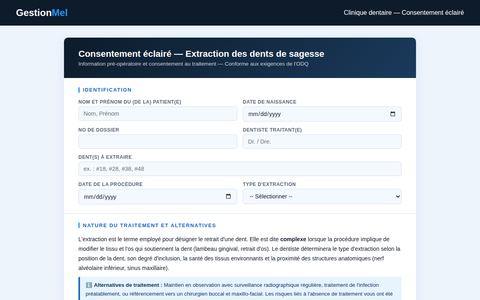 GestionMel
Clinique dentaire — Consentement éclairé
Consentement éclairé — Extraction des dents de sagesse
Information pré-opératoire et consentement au traitement — Conforme aux exigences de l'ODQ
IDENTIFICATION
NOM ET PRÉNOM DU (DE LA) PATIENT(E)
DATE DE NAISSANCE
Nom, Prénom
mm/dd/yyyy
NO DE DOSSIER
DENTISTE TRAITANT(E)
Dr. / Dre.
DENT(S) À EXTRAIRE
ex. : #18, #28, #38, #48
DATE DE LA PROCÉDURE
TYPE D'EXTRACTION
mm/dd/yyyy
-- Sélectionner --
NATURE DU TRAITEMENT ET ALTERNATIVES
L'extraction est le terme employé pour désigner le retrait d'une dent. Elle est dite complexe lorsque la procédure implique de
modifier le tissu et l'os qui soutiennent la dent (lambeau gingival, retrait d'os). Le dentiste déterminera le type d'extraction selon la
position de la dent, son degré d'inclusion, la santé des tissus environnants et la proximité des structures anatomiques (nerf
alvéolaire inférieur, sinus maxillaire).
ℹ️ Alternatives de traitement : Maintien en observation avec surveillance radiographique régulière, traitement de l'infection
préalablement, ou référencement vers un chirurgien buccal et maxillo-facial. Les risques liés à l'absence de traitement vous ont été